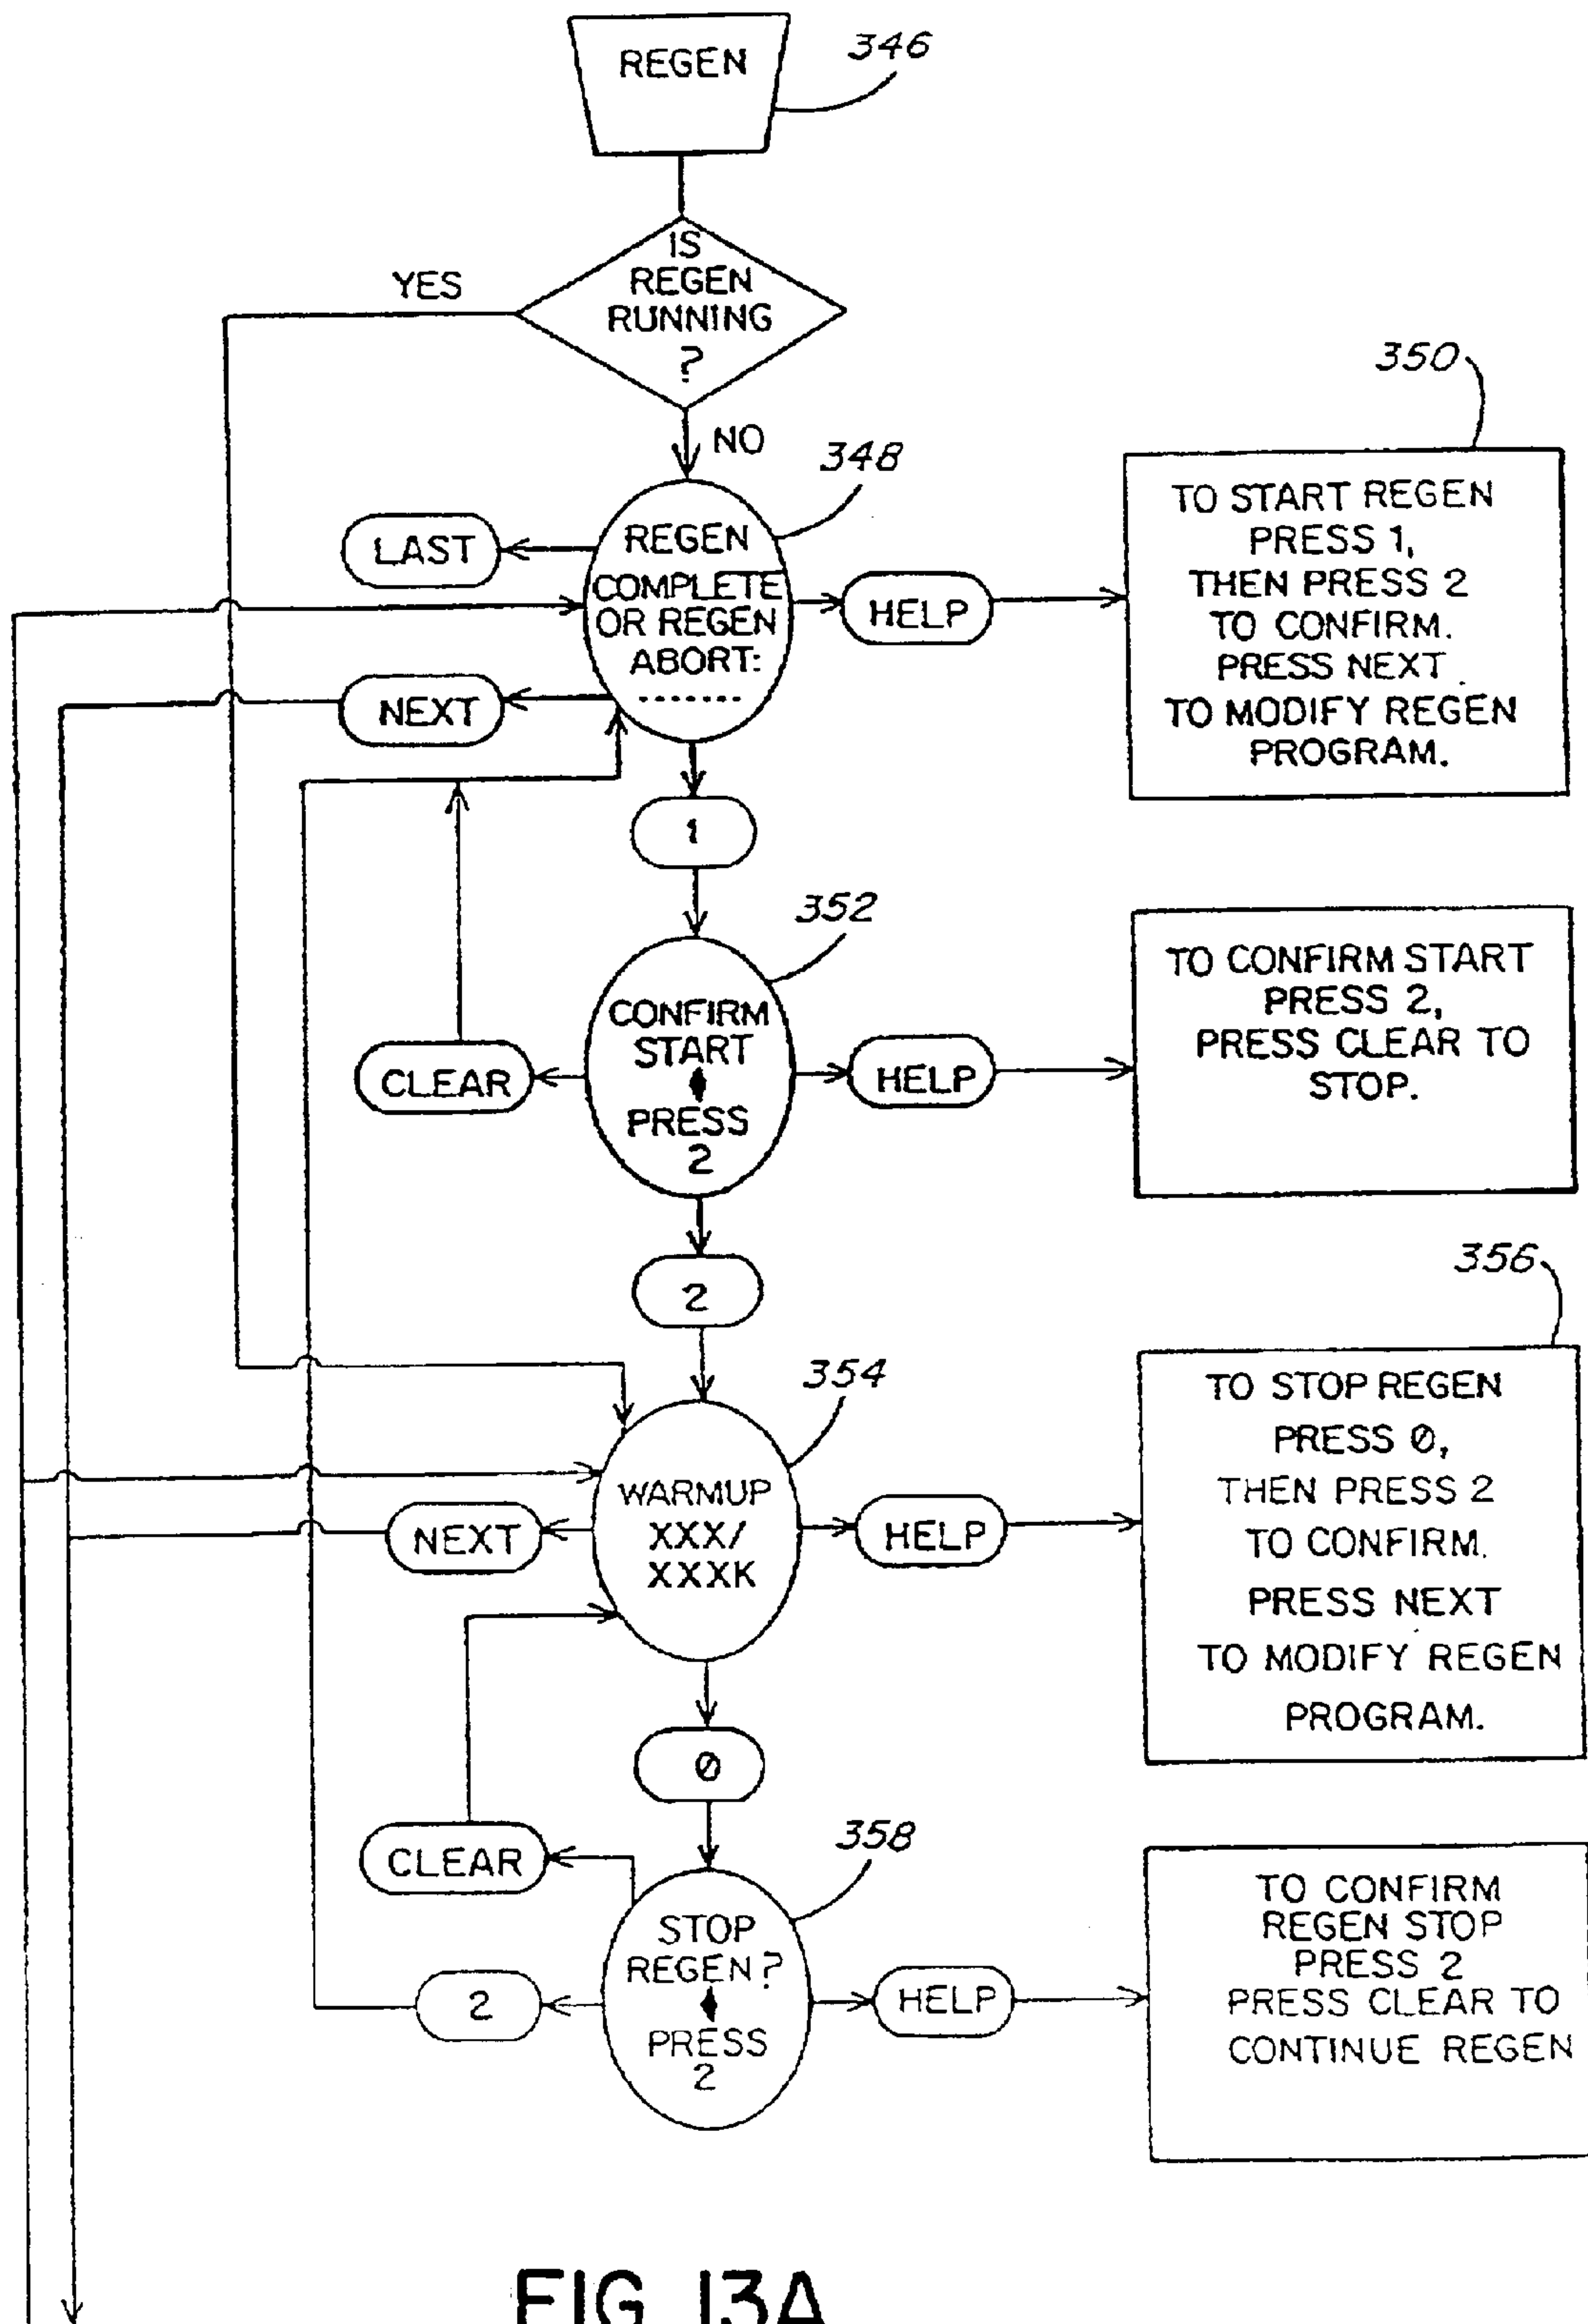 REGEN
346
IS
REGEN
RUNNING
?
YES
NO
348
350
REGEN
COMPLETE
OR REGEN
ABORT:
......
LAST
NEXT
HELP
TO START REGEN
PRESS 1,
THEN PRESS 2
TO CONFIRM.
PRESS NEXT
TO MODIFY REGEN
PROGRAM.
1
352
CONFIRM
START
PRESS
2
CLEAR
HELP
TO CONFIRM START
PRESS 2,
PRESS CLEAR TO
STOP.
2
354
356
WARMUP
XXX/
XXXK
NEXT
HELP
TO STOP REGEN
PRESS 0,
THEN PRESS 2
TO CONFIRM.
PRESS NEXT
TO MODIFY REGEN
PROGRAM.
0
CLEAR
358
STOP
REGEN?
PRESS
2
2
HELP
TO CONFIRM
REGEN STOP
PRESS 2
PRESS CLEAR TO
CONTINUE REGEN
FIG. 13A